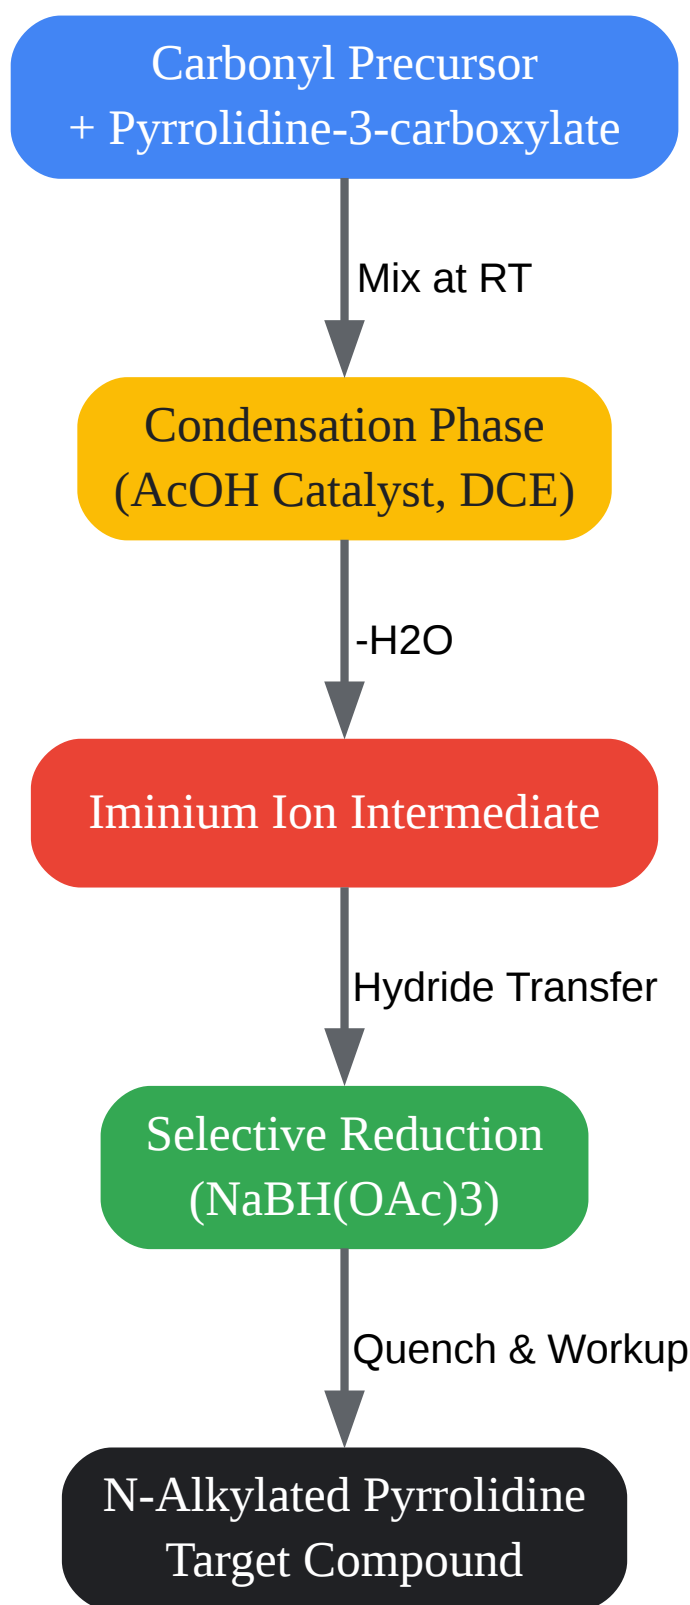 Carbonyl Precursor
+ Pyrrolidine-3-carboxylate
Mix at RT
Condensation Phase
(AcOH Catalyst, DCE)
-H2O
Iminium Ion Intermediate
Hydride Transfer
Selective Reduction
(NaBH(OAc)3)
Quench & Workup
N-Alkylated Pyrrolidine
Target Compound